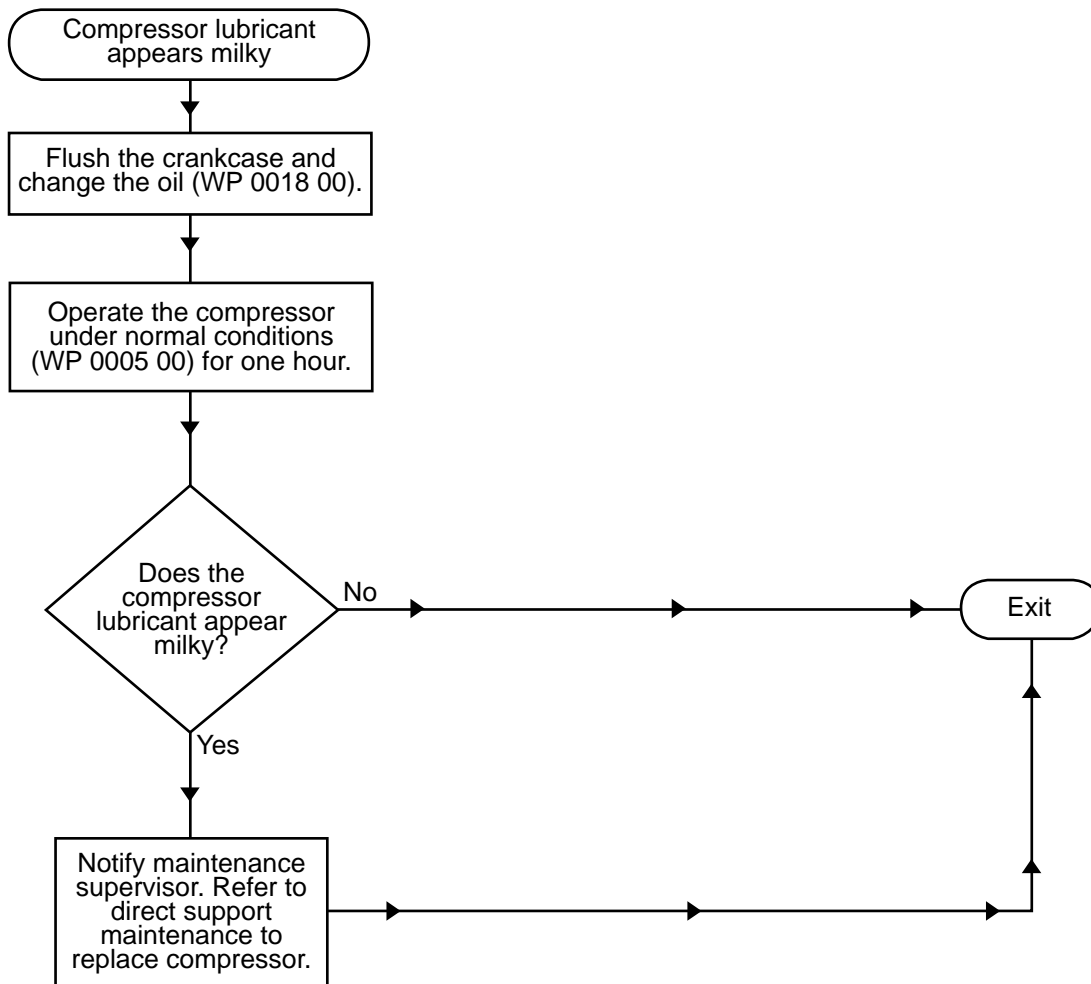 Compressor lubricant
appears milky
Flush the crankcase and
change the oil (WP 0018 00).
Operate the compressor
under normal conditions
(WP 0005 00) for one hour.
Does the
compressor
lubricant appear
milky?
No
Exit
Yes
Notify maintenance
supervisor. Refer to
direct support
maintenance to
replace compressor.